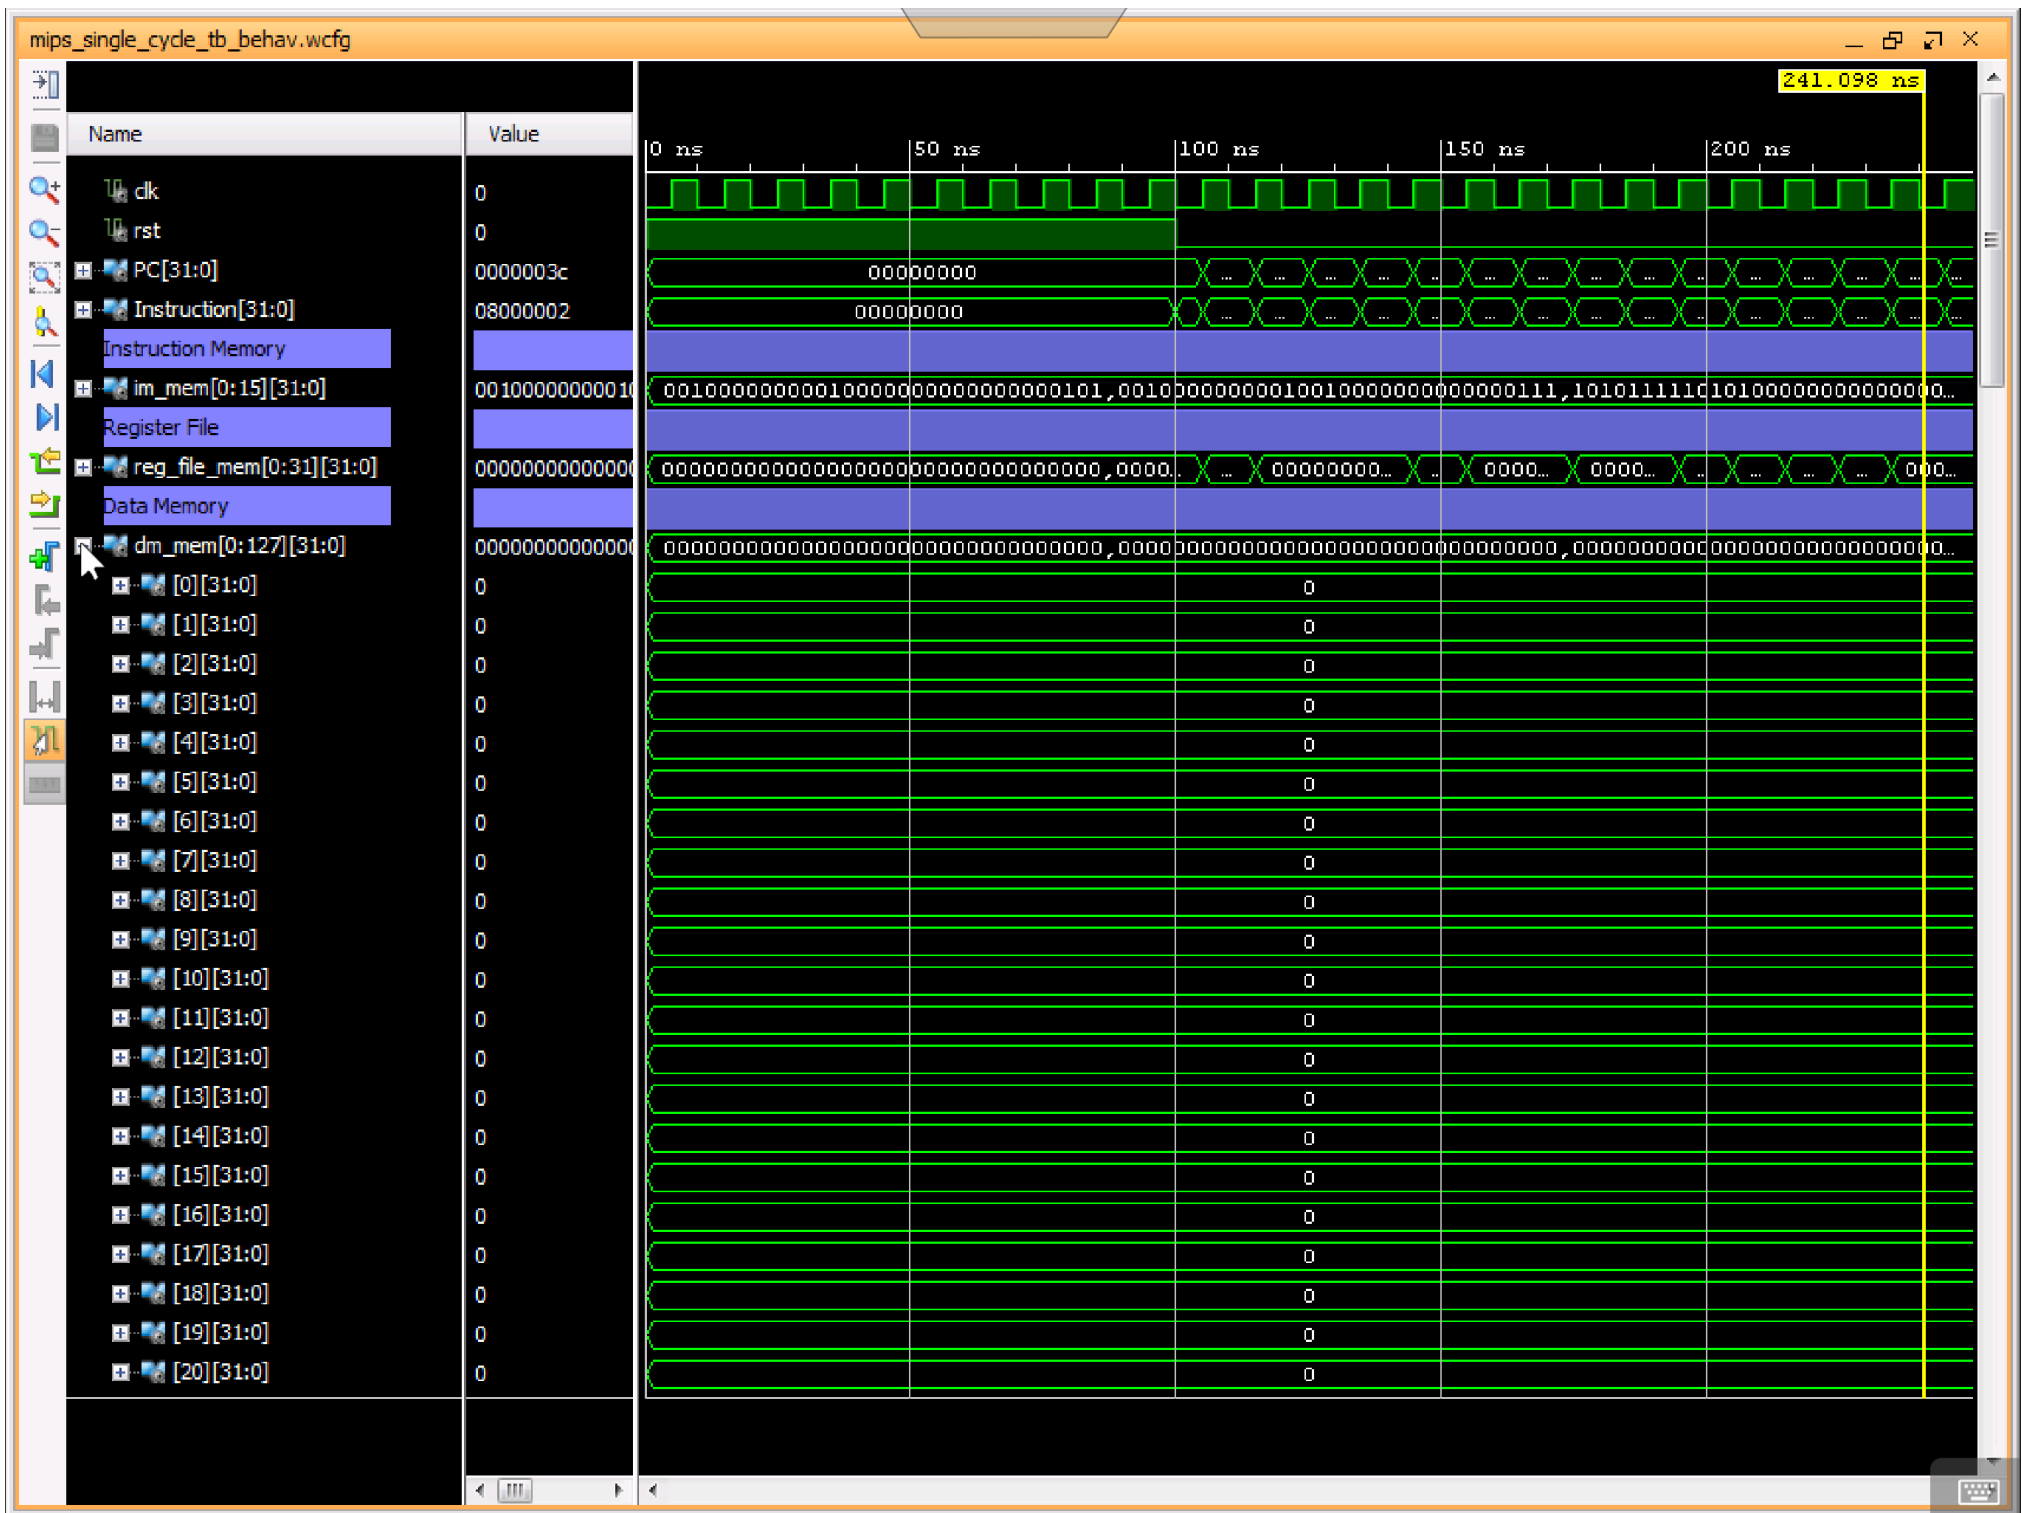 mips_single_cycle_tb_behav.wcfg
241.098 ns
Name Value
0 ns 50 ns 100 ns 150 ns 200 ns
clk 0
rst 0
PC[31:0] 0000003c 00000000 ... ... ... ... ... ... ... ... ... ... ... ... ... ...
Instruction[31:0] 08000002 00000000 ... ... ... ... ... ... ... ... ... ... ... ... ... ...
Instruction Memory
im_mem[0:15][31:0] 0010000000010 00100000000010000000000000000101,00100000000010010000000000000111,101011111010100000000000000...
Register File
reg_file_mem[0:31][31:0] 00000000000000 00000000000000000000000000000000,0000... ... 00000000... ... 0000... 0000... ... ... ... ... 000...
Data Memory
dm_mem[0:127][31:0] 00000000000000 00000000000000000000000000000000,00000000000000000000000000000000,000000000000000000000000000...
[0][31:0] 0 0
[1][31:0] 0 0
[2][31:0] 0 0
[3][31:0] 0 0
[4][31:0] 0 0
[5][31:0] 0 0
[6][31:0] 0 0
[7][31:0] 0 0
[8][31:0] 0 0
[9][31:0] 0 0
[10][31:0] 0 0
[11][31:0] 0 0
[12][31:0] 0 0
[13][31:0] 0 0
[14][31:0] 0 0
[15][31:0] 0 0
[16][31:0] 0 0
[17][31:0] 0 0
[18][31:0] 0 0
[19][31:0] 0 0
[20][31:0] 0 0